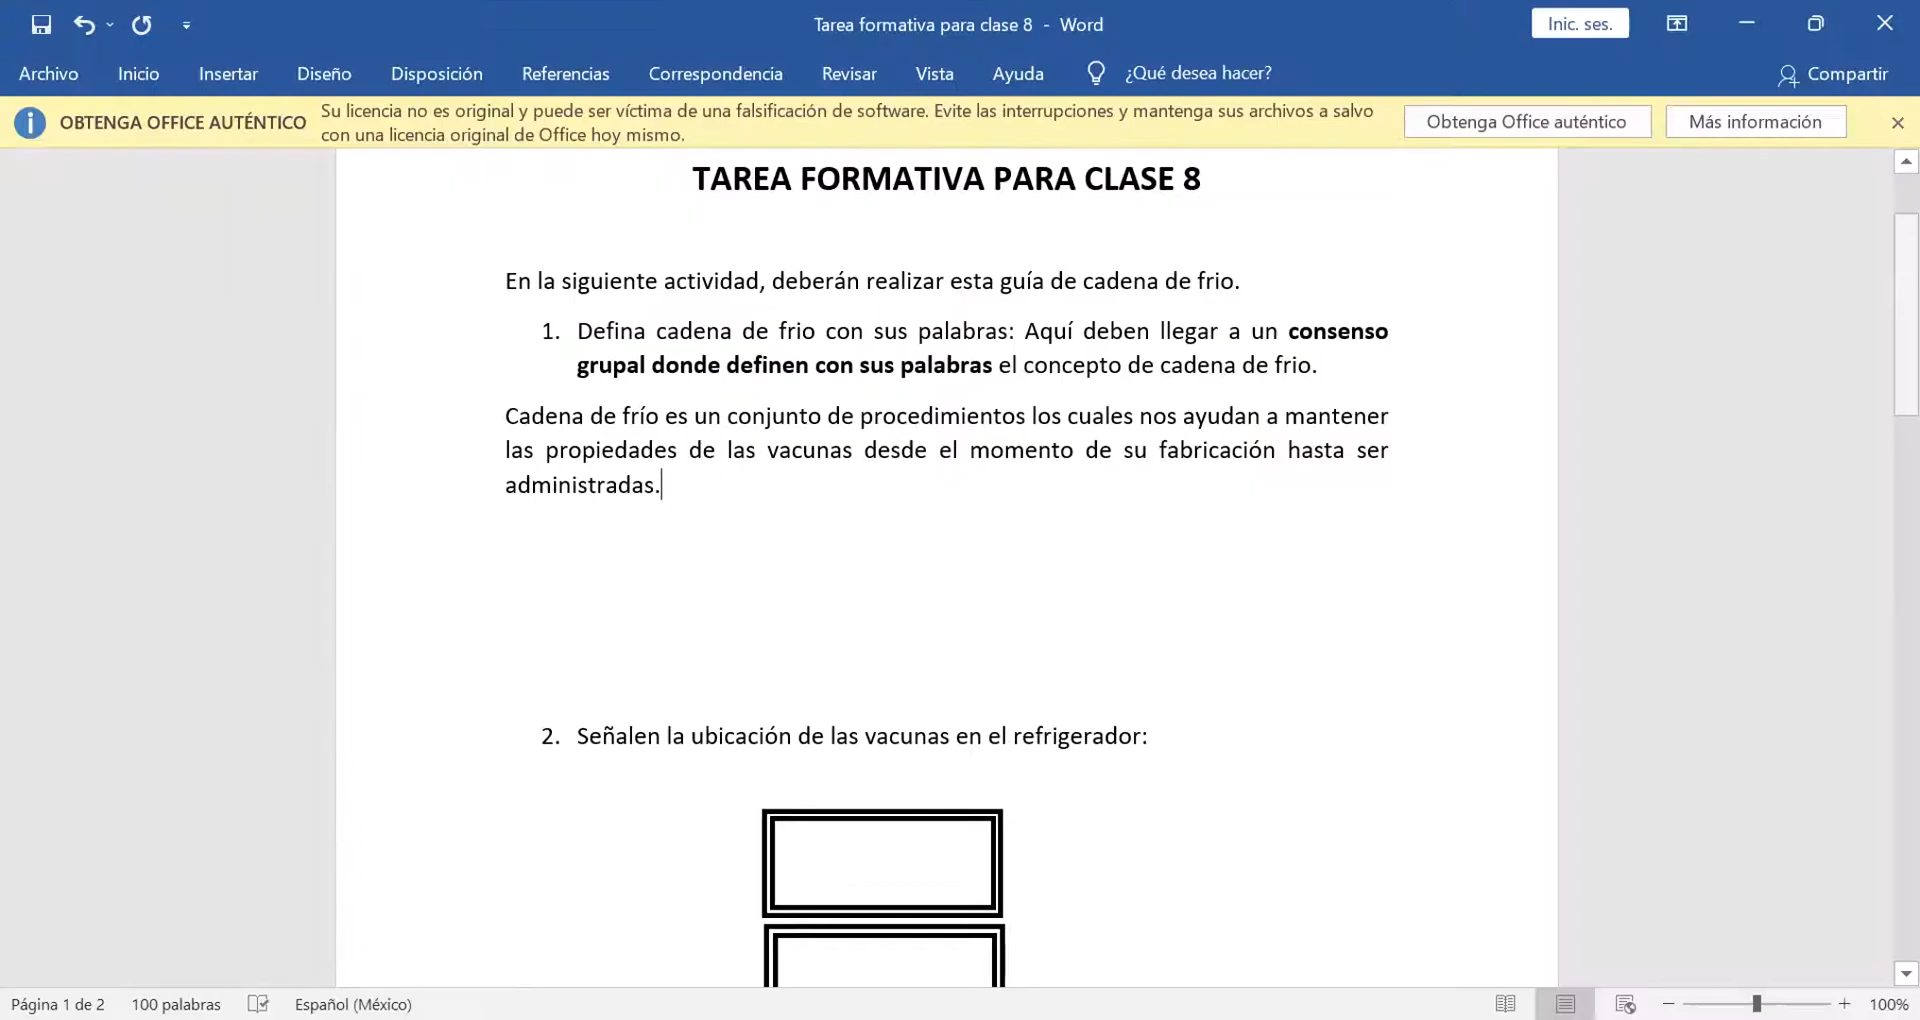 Tarea formativa para clase 8 - Word
Inic. ses.
Archivo Inicio Insertar Diseño Disposición Referencias Correspondencia Revisar Vista Ayuda ¿Qué desea hacer? Compartir
OBTENGA OFFICE AUTÉNTICO Su licencia no es original y puede ser víctima de una falsificación de software. Evite las interrupciones y mantenga sus archivos a salvo
con una licencia original de Office hoy mismo.
Obtenga Office auténtico Más información
TAREA FORMATIVA PARA CLASE 8
En la siguiente actividad, deberán realizar esta guía de cadena de frio.
1. Defina cadena de frio con sus palabras: Aquí deben llegar a un consenso
grupal donde definen con sus palabras el concepto de cadena de frio.
Cadena de frío es un conjunto de procedimientos los cuales nos ayudan a mantener
las propiedades de las vacunas desde el momento de su fabricación hasta ser
administradas.
2. Señalen la ubicación de las vacunas en el refrigerador:
Página 1 de 2 100 palabras Español (México) 100%